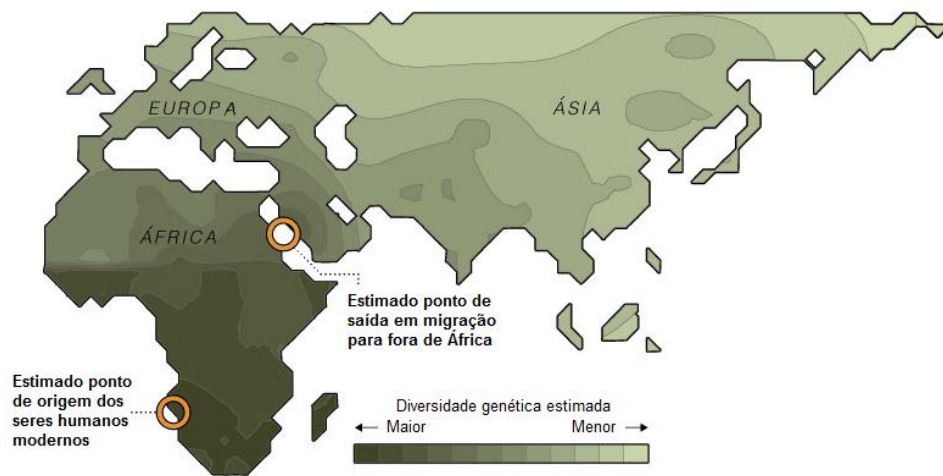 EUROPA
ÁSIA
ÁFRICA
Estimado ponto de
saída em migração
para fora de África
Estimado ponto
de origem dos
seres humanos
modernos
Diversidade genética estimada
← Maior Menor →